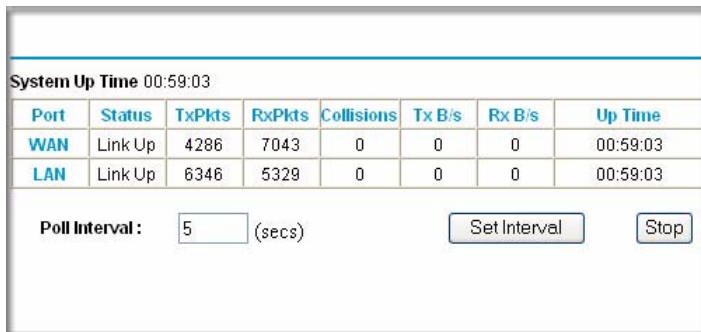 System Up Time 00:59:03
Port Status TxPkts RxPkts Collisions Tx B/s Rx B/s Up Time
WAN Link Up 4286 7043 0 0 0 00:59:03
LAN Link Up 6346 5329 0 0 0 00:59:03
Poll Interval : 5 (secs) Set Interval Stop